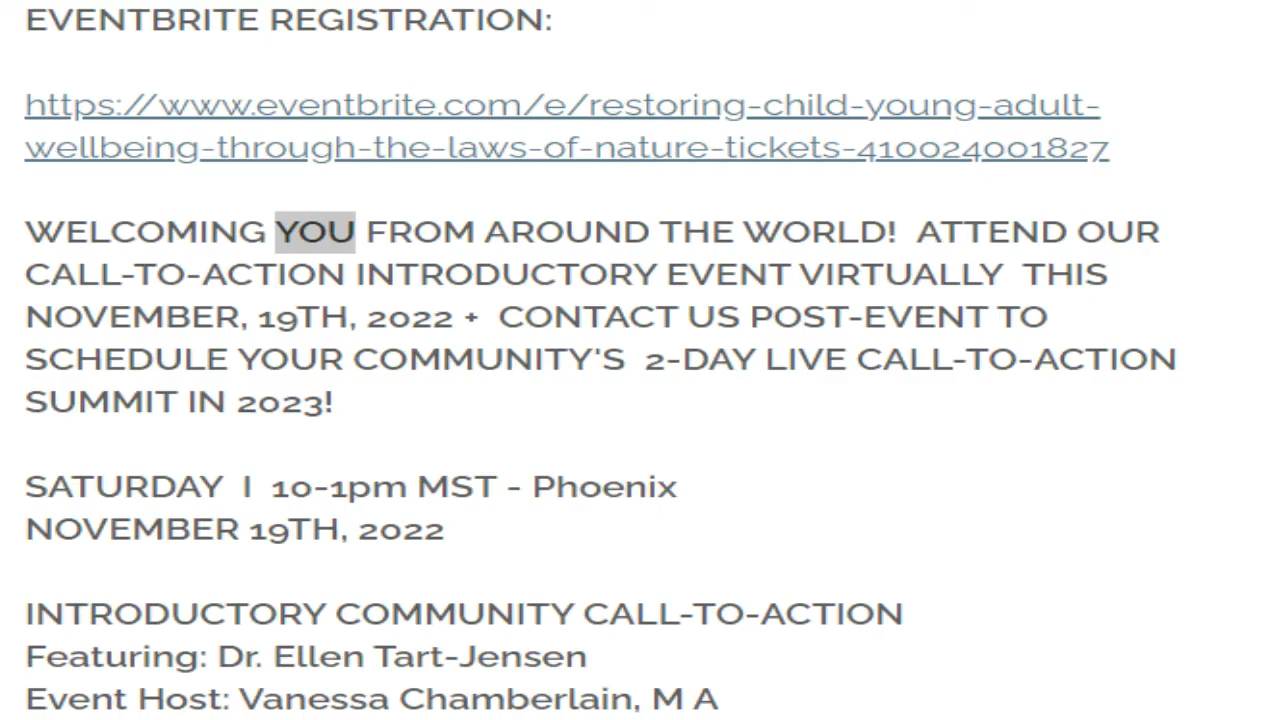 EVENTBRITE REGISTRATION:
https://www.eventbrite.com/e/restoring-child-young-adult-
wellbeing-through-the-laws-of-nature-tickets-410024001827
WELCOMING YOU FROM AROUND THE WORLD!  ATTEND OUR
CALL-TO-ACTION INTRODUCTORY EVENT VIRTUALLY  THIS
NOVEMBER, 19TH, 2022 +  CONTACT US POST-EVENT TO
SCHEDULE YOUR COMMUNITY'S  2-DAY LIVE CALL-TO-ACTION
SUMMIT IN 2023!
SATURDAY  I  10-1pm MST - Phoenix
NOVEMBER 19TH, 2022
INTRODUCTORY COMMUNITY CALL-TO-ACTION
Featuring: Dr. Ellen Tart-Jensen
Event Host: Vanessa Chamberlain, M A